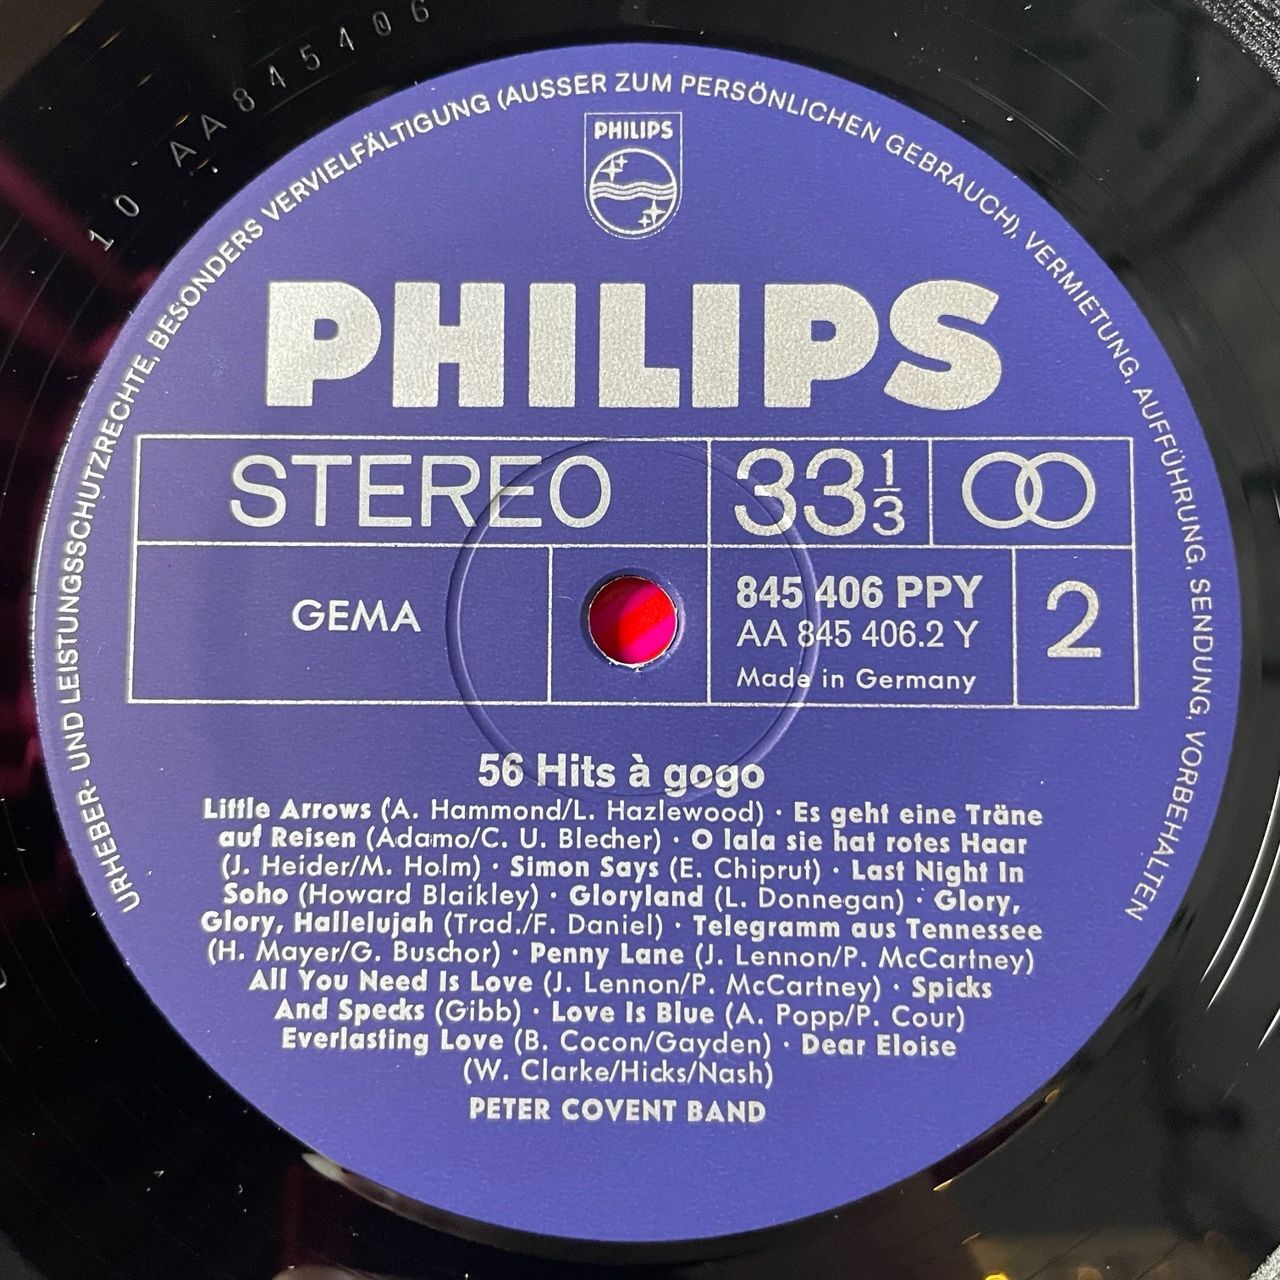 10 AA 845406
URHEBER- UND LEISTUNGSSCHUTZRECHTE, BESONDERS VERVIELFÄLTIGUNG (AUSSER ZUM PERSÖNLICHEN GEBRAUCH), VERMIETUNG, AUFFÜHRUNG, SENDUNG, VORBEHALTEN
PHILIPS
PHILIPS
STEREO 33 1/3
GEMA
845 406 PPY
AA 845 406.2 Y
Made in Germany
2
56 Hits à gogo
Little Arrows (A. Hammond/L. Hazlewood) · Es geht eine Träne
auf Reisen (Adamo/C. U. Blecher) · O lala sie hat rotes Haar
(J. Heider/M. Holm) · Simon Says (E. Chiprut) · Last Night In
Soho (Howard Blaikley) · Gloryland (L. Donnegan) · Glory,
Glory, Hallelujah (Trad./F. Daniel) · Telegramm aus Tennessee
(H. Mayer/G. Buschor) · Penny Lane (J. Lennon/P. McCartney)
All You Need Is Love (J. Lennon/P. McCartney) · Spicks
And Specks (Gibb) · Love Is Blue (A. Popp/P. Cour)
Everlasting Love (B. Cocon/Gayden) · Dear Eloise
(W. Clarke/Hicks/Nash)
PETER COVENT BAND